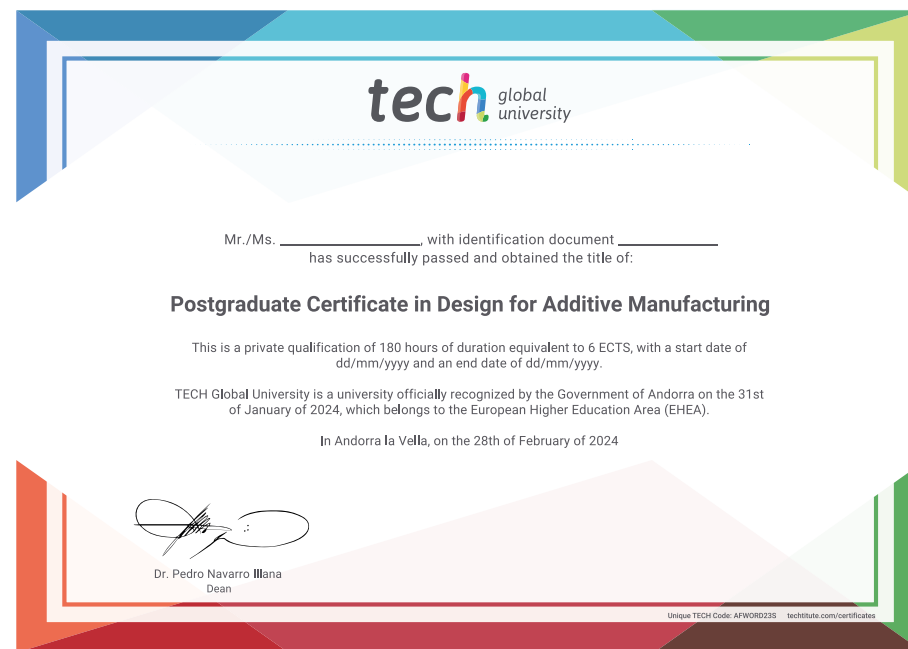 tech global university
Mr./Ms. ____________, with identification document ____________
has successfully passed and obtained the title of:
Postgraduate Certificate in Design for Additive Manufacturing
This is a private qualification of 180 hours of duration equivalent to 6 ECTS, with a start date of
dd/mm/yyyy and an end date of dd/mm/yyyy.
TECH Global University is a university officially recognized by the Government of Andorra on the 31st
of January of 2024, which belongs to the European Higher Education Area (EHEA).
In Andorra la Vella, on the 28th of February of 2024
Dr. Pedro Navarro Illana
Dean
Unique TECH Code: AFWORD23S techtitute.com/certificates